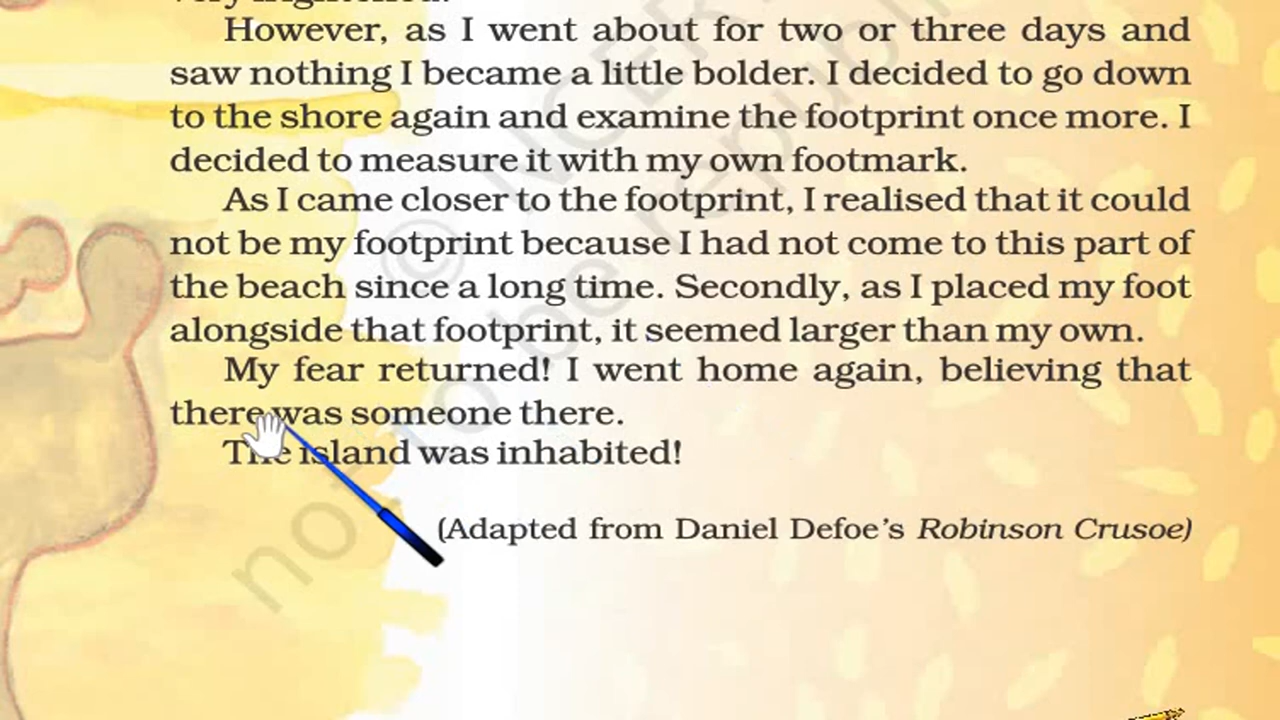 However, as I went about for two or three days and
saw nothing I became a little bolder. I decided to go down
to the shore again and examine the footprint once more. I
decided to measure it with my own footmark.
As I came closer to the footprint, I realised that it could
not be my footprint because I had not come to this part of
the beach since a long time. Secondly, as I placed my foot
alongside that footprint, it seemed larger than my own.
My fear returned! I went home again, believing that
there was someone there.
The island was inhabited!
(Adapted from Daniel Defoe's Robinson Crusoe)